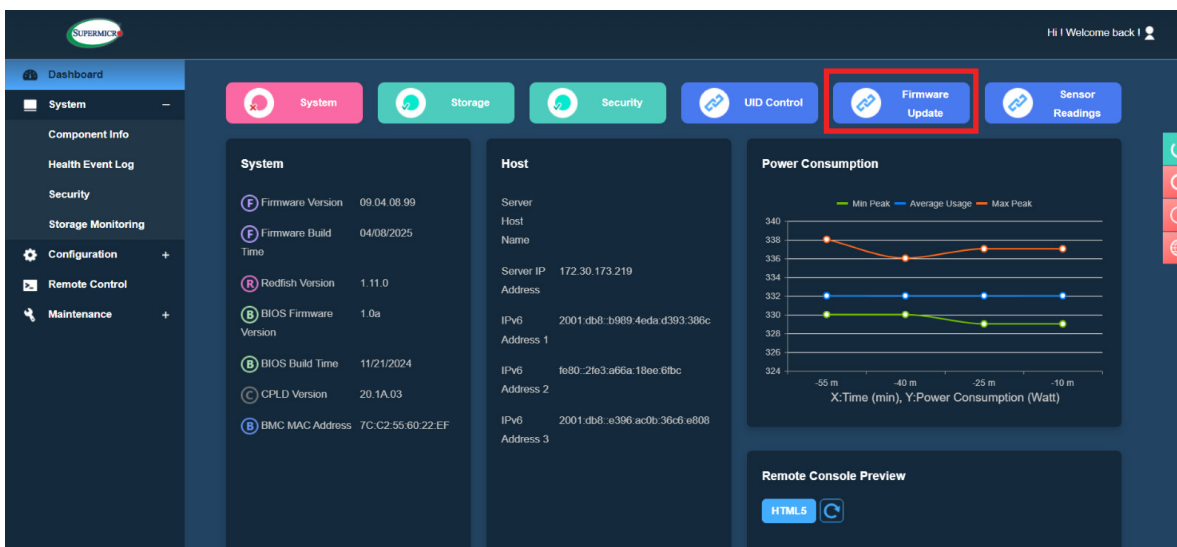 SUPERMICR
Hi ! Welcome back !
Dashboard
System
Component Info
Health Event Log
Security
Storage Monitoring
Configuration
Remote Control
Maintenance
System
Storage
Security
UID Control
Firmware
Update
Sensor
Readings
System
F Firmware Version 09.04.08.99
F Firmware Build 04/08/2025
Time
R Redfish Version 1.11.0
B BIOS Firmware 1.0a
Version
B BIOS Build Time 11/21/2024
C CPLD Version 20.1A.03
B BMC MAC Address 7C:C2:55:60:22:EF
Host
Server
Host
Name
Server IP 172.30.173.219
Address
IPv6 2001:db8::b989:4eda:d393:386c
Address 1
IPv6 fe80::2fe3:a66a:18ee:6fbc
Address 2
IPv6 2001:db8::e396:ac0b:36c6:e808
Address 3
Power Consumption
Min Peak Average Usage Max Peak
340
338
336
334
332
330
328
326
324
-55 m -40 m -25 m -10 m
X:Time (min), Y:Power Consumption (Watt)
Remote Console Preview
HTML5